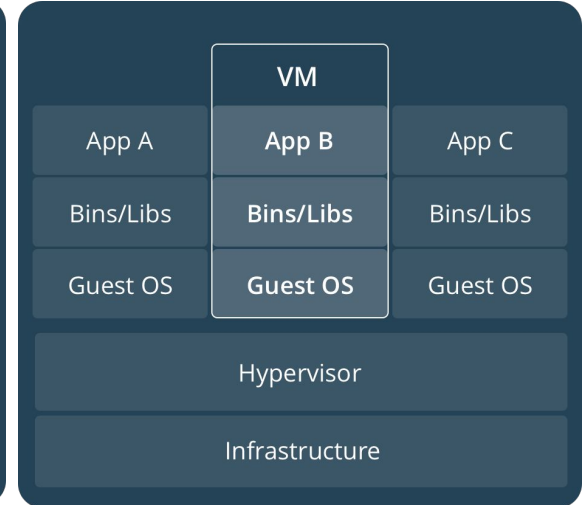 VM
App A App B App C
Bins/Libs Bins/Libs Bins/Libs
Guest OS Guest OS Guest OS
Hypervisor
Infrastructure